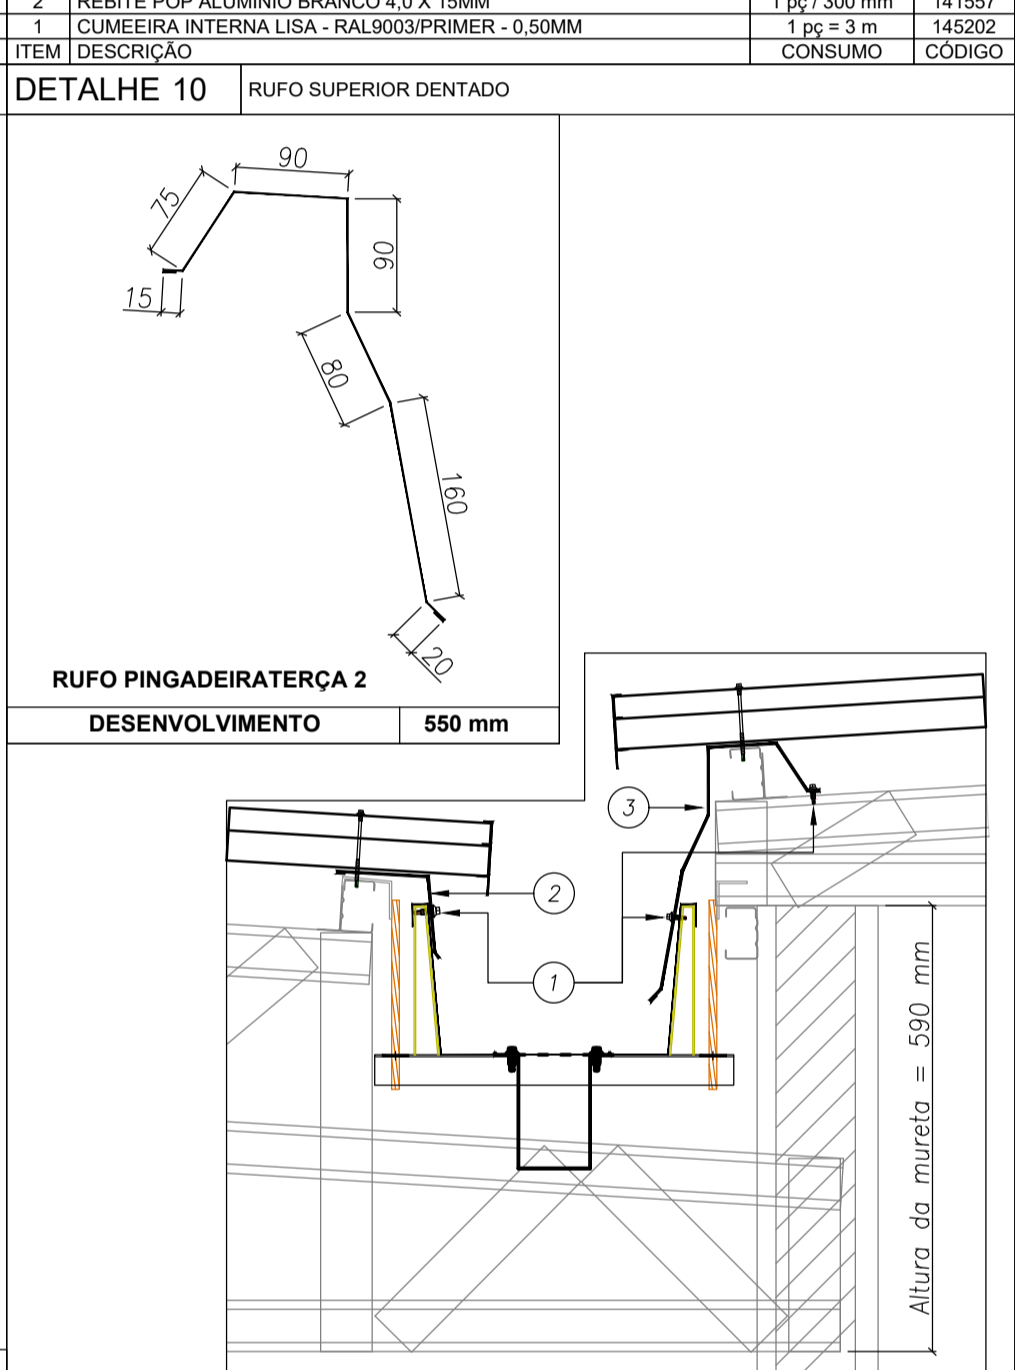 2 REBITE POP ALUMÍNIO BRANCO 4,0 X 15MM 1 pç / 300 mm 141557
1 CUMEEIRA INTERNA LISA - RAL9003/PRIMER - 0,50MM 1 pç = 3 m 145202
ITEM DESCRIÇÃO CONSUMO CÓDIGO
DETALHE 10 RUFO SUPERIOR DENTADO
90
75
90
15
80
160
20
RUFO PINGADEIRATERÇA 2
DESENVOLVIMENTO 550 mm
3
2
1
Altura da mureta = 590 mm